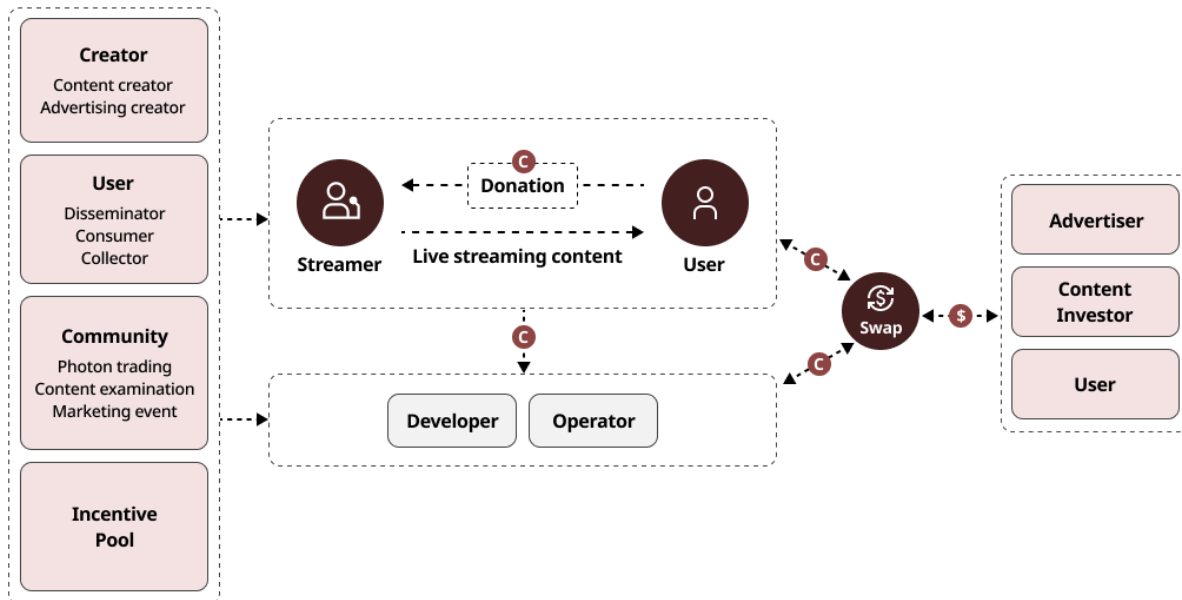 Creator
Content creator
Advertising creator
User
Disseminator
Consumer
Collector
Community
Photon trading
Content examination
Marketing event
Incentive
Pool
C
Donation
Live streaming content
Streamer
User
C
Developer
Operator
C
C
$
Swap
$
Advertiser
Content
Investor
User